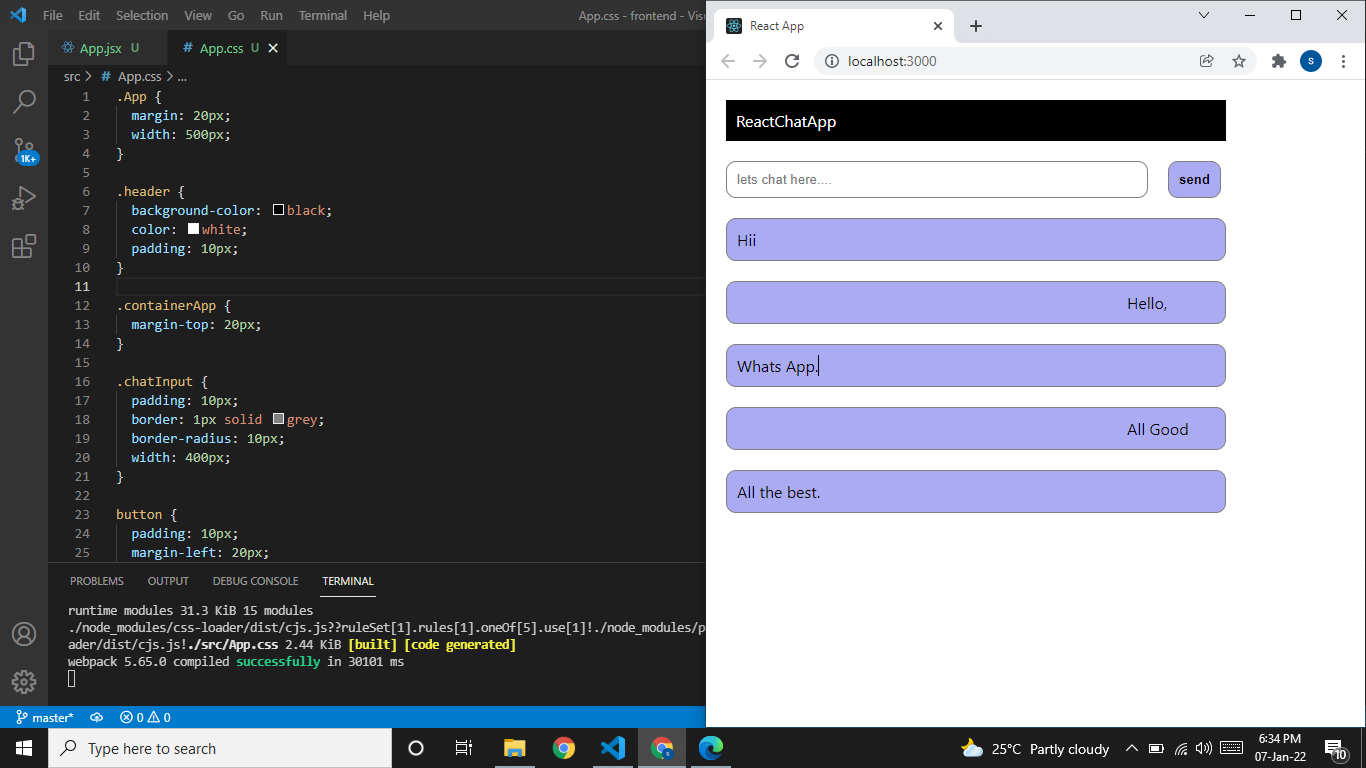 File Edit Selection View Go Run Terminal Help App.css - frontend - Visu
App.jsx U # App.css U
src > # App.css > ...
1 .App {
2 margin: 20px;
3 width: 500px;
4 }
5
6 .header {
7 background-color: black;
8 color: white;
9 padding: 10px;
10 }
11
12 .containerApp {
13 margin-top: 20px;
14 }
15
16 .chatInput {
17 padding: 10px;
18 border: 1px solid grey;
19 border-radius: 10px;
20 width: 400px;
21 }
22
23 button {
24 padding: 10px;
25 margin-left: 20px;
1K+
PROBLEMS OUTPUT DEBUG CONSOLE TERMINAL
runtime modules 31.3 KiB 15 modules
./node_modules/css-loader/dist/cjs.js??ruleSet[1].rules[1].oneOf[5].use[1]!./node_modules/p
ader/dist/cjs.js!./src/App.css 2.44 KiB [built] [code generated]
webpack 5.65.0 compiled successfully in 30101 ms
master* 0 0
React App
localhost:3000
S
ReactChatApp
lets chat here.... send
Hii
Hello,
Whats App.
All Good
All the best.
Type here to search
25°C Partly cloudy
6:34 PM
07-Jan-22
10